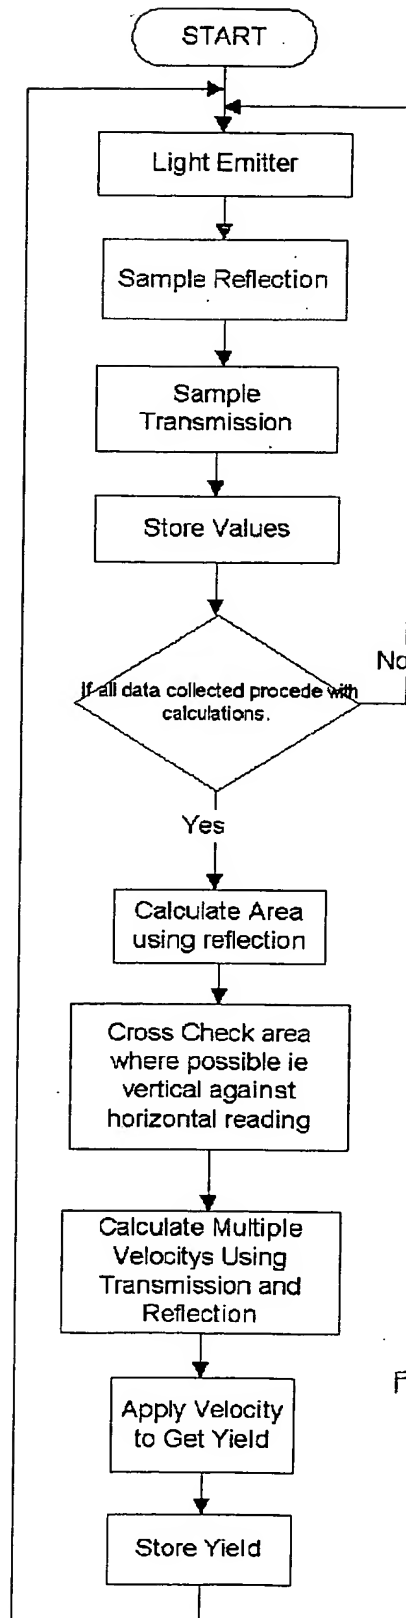 START
Light Emitter
Sample Reflection
Sample
Transmission
Store Values
If all data collected procede with
calculations.
No
Yes
Calculate Area
using reflection
Cross Check area
where possible ie
vertical against
horizontal reading
Calculate Multiple
Velocitys Using
Transmission and
Reflection
Apply Velocity
to Get Yield
Store Yield